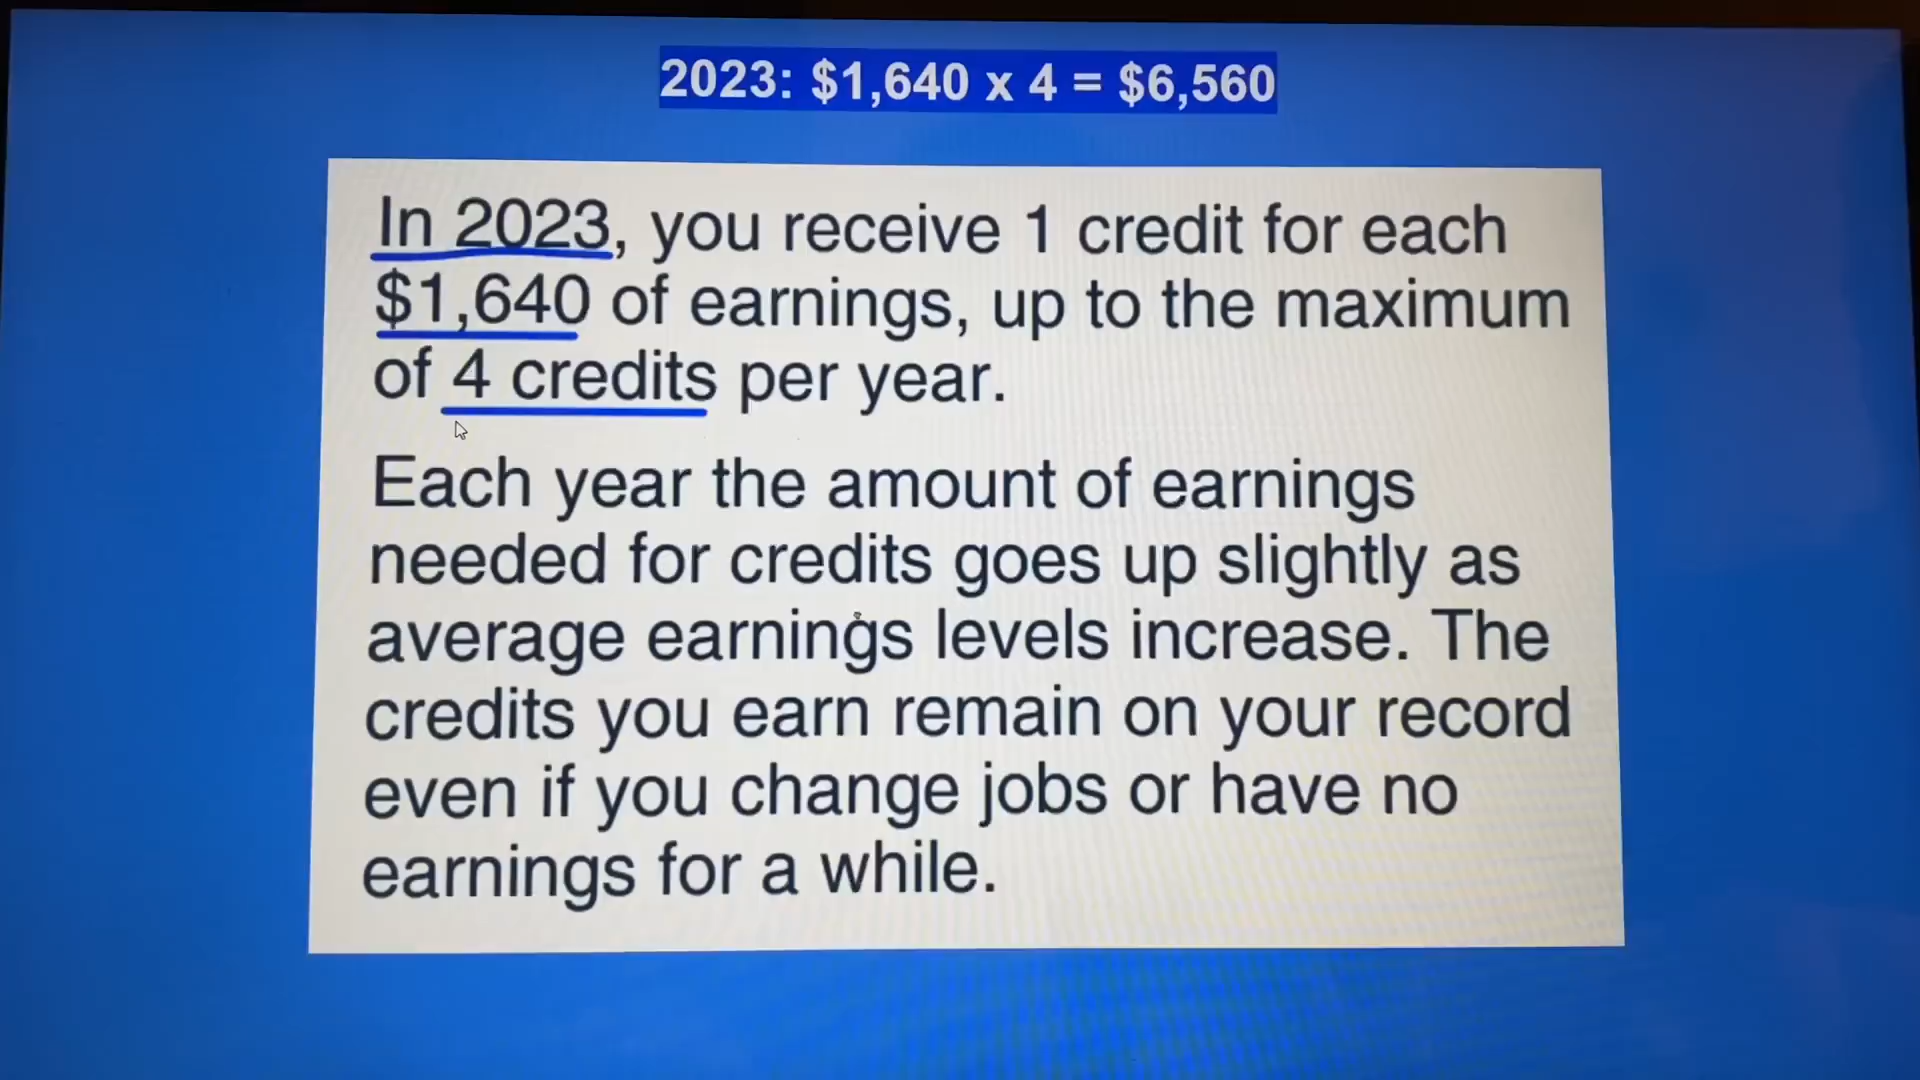 2023: $1,640 x 4 = $6,560
In 2023, you receive 1 credit for each
$1,640 of earnings, up to the maximum
of 4 credits per year.
Each year the amount of earnings
needed for credits goes up slightly as
average earnings levels increase. The
credits you earn remain on your record
even if you change jobs or have no
earnings for a while.